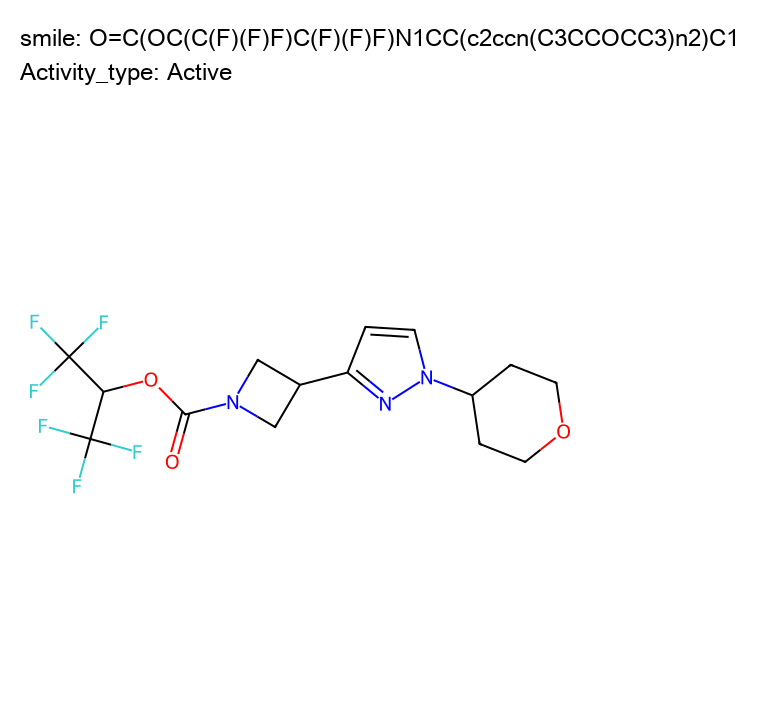 smile: O=C(OC(C(F)(F)F)C(F)(F)F)N1CC(c2ccn(C3CCOCC3)n2)C1
Activity_type: Active
F F
F O
F N N
F O
O N
F